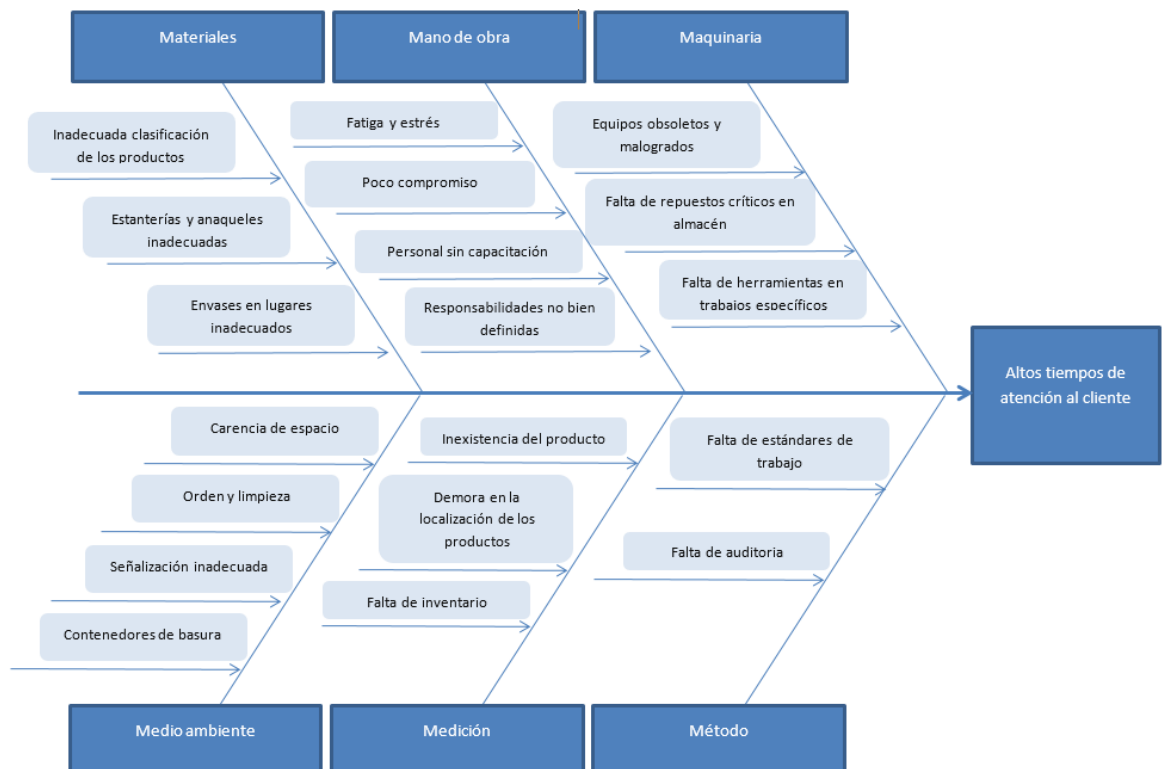 Materiales
Mano de obra
Maquinaria
Inadecuada clasificación
de los productos
Estanterías y anaqueles
inadecuadas
Envases en lugares
inadecuados
Fatiga y estrés
Poco compromiso
Personal sin capacitación
Responsabilidades no bien
definidas
Equipos obsoletos y
malogrados
Falta de repuestos críticos en
almacén
Falta de herramientas en
trabajos específicos
Altos tiempos de
atención al cliente
Carencia de espacio
Orden y limpieza
Señalización inadecuada
Contenedores de basura
Inexistencia del producto
Demora en la
localización de los
productos
Falta de inventario
Falta de estándares de
trabajo
Falta de auditoria
Medio ambiente
Medición
Método